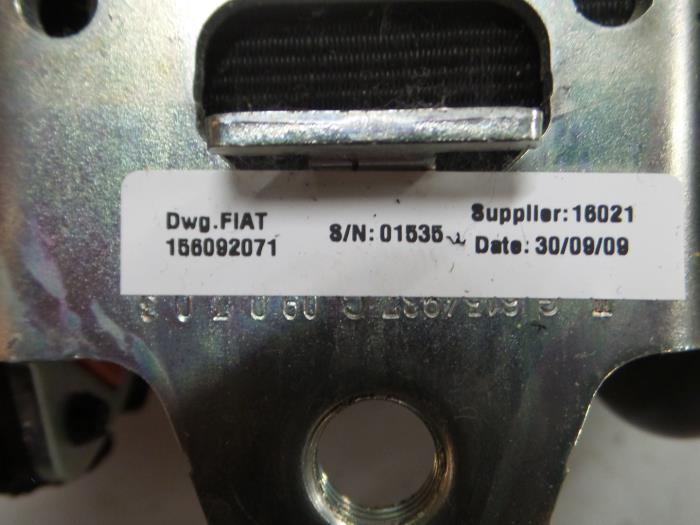 Dwg.FIAT
156092071
S/N: 01535
Supplier: 16021
Date: 30/09/09